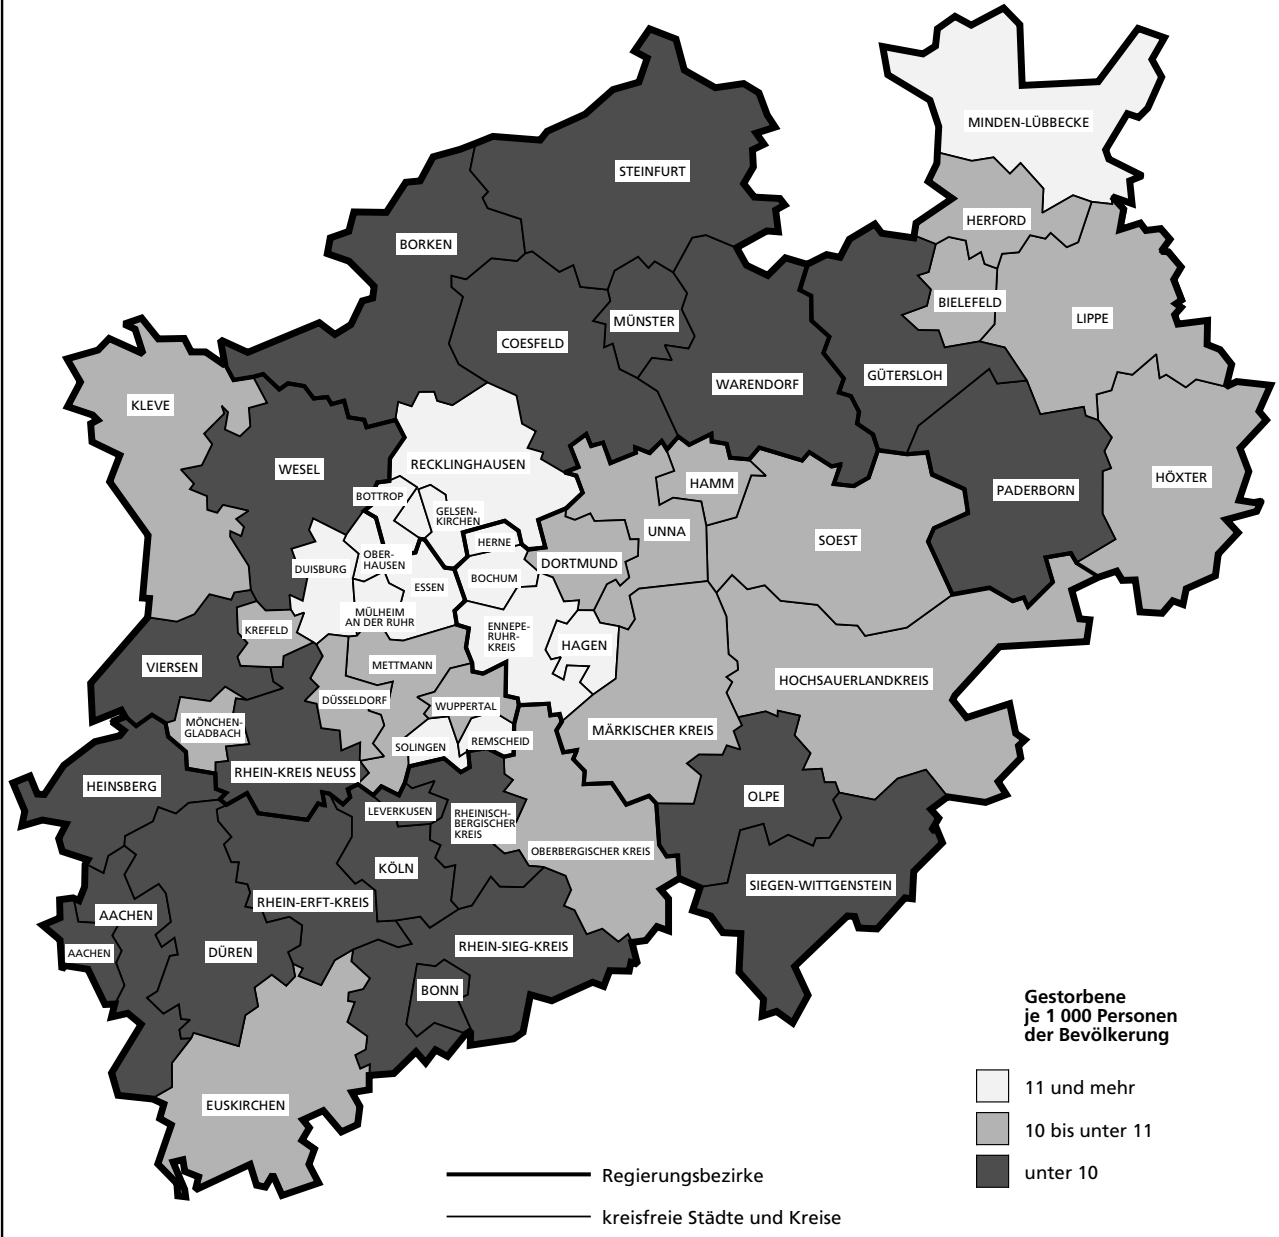 MINDEN-LÜBBECKE
STEINFURT
HERFORD
BORKEN
BIELEFELD
LIPPE
MÜNSTER
COESFELD
GÜTERSLOH
WARENDORF
KLEVE
RECKLINGHAUSEN
WESEL
HÖXTER
HAMM
PADERBORN
BOTTROP
GELSEN-
KIRCHEN
UNNA
SOEST
HERNE
OBER-
HAUSEN
DORTMUND
DUISBURG
BOCHUM
ESSEN
MÜLHEIM
AN DER RUHR
KREFELD
ENNEPE-
RUHR-
KREIS
HAGEN
VIERSEN
METTMANN
HOCHSAUERLANDKREIS
DÜSSELDORF
WUPPERTAL
MÖNCHEN-
GLADBACH
MÄRKISCHER KREIS
SOLINGEN
REMSCHEID
RHEIN-KREIS NEUSS
HEINSBERG
OLPE
LEVERKUSEN
RHEINISCH-
BERGISCHER
KREIS
OBERBERGISCHER KREIS
KÖLN
SIEGEN-WITTGENSTEIN
RHEIN-ERFT-KREIS
AACHEN
RHEIN-SIEG-KREIS
AACHEN
DÜREN
BONN
EUSKIRCHEN
Gestorbene
je 1 000 Personen
der Bevölkerung
11 und mehr
10 bis unter 11
unter 10
Regierungsbezirke
kreisfreie Städte und Kreise